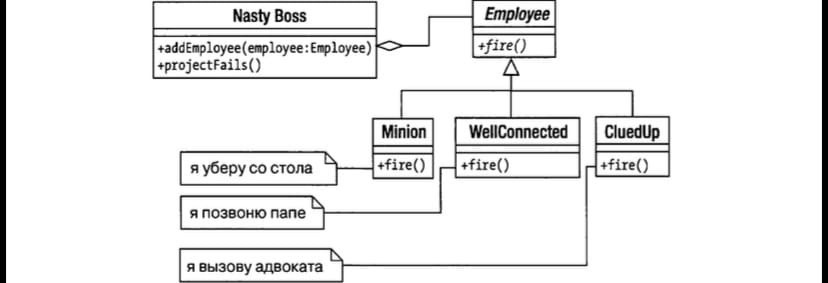 Nasty Boss
+addEmployee(employee:Employee)
+projectFails()
Employee
+fire()
Minion
+fire()
WellConnected
+fire()
CluedUp
+fire()
я уберу со стола
я позвоню папе
я вызову адвоката